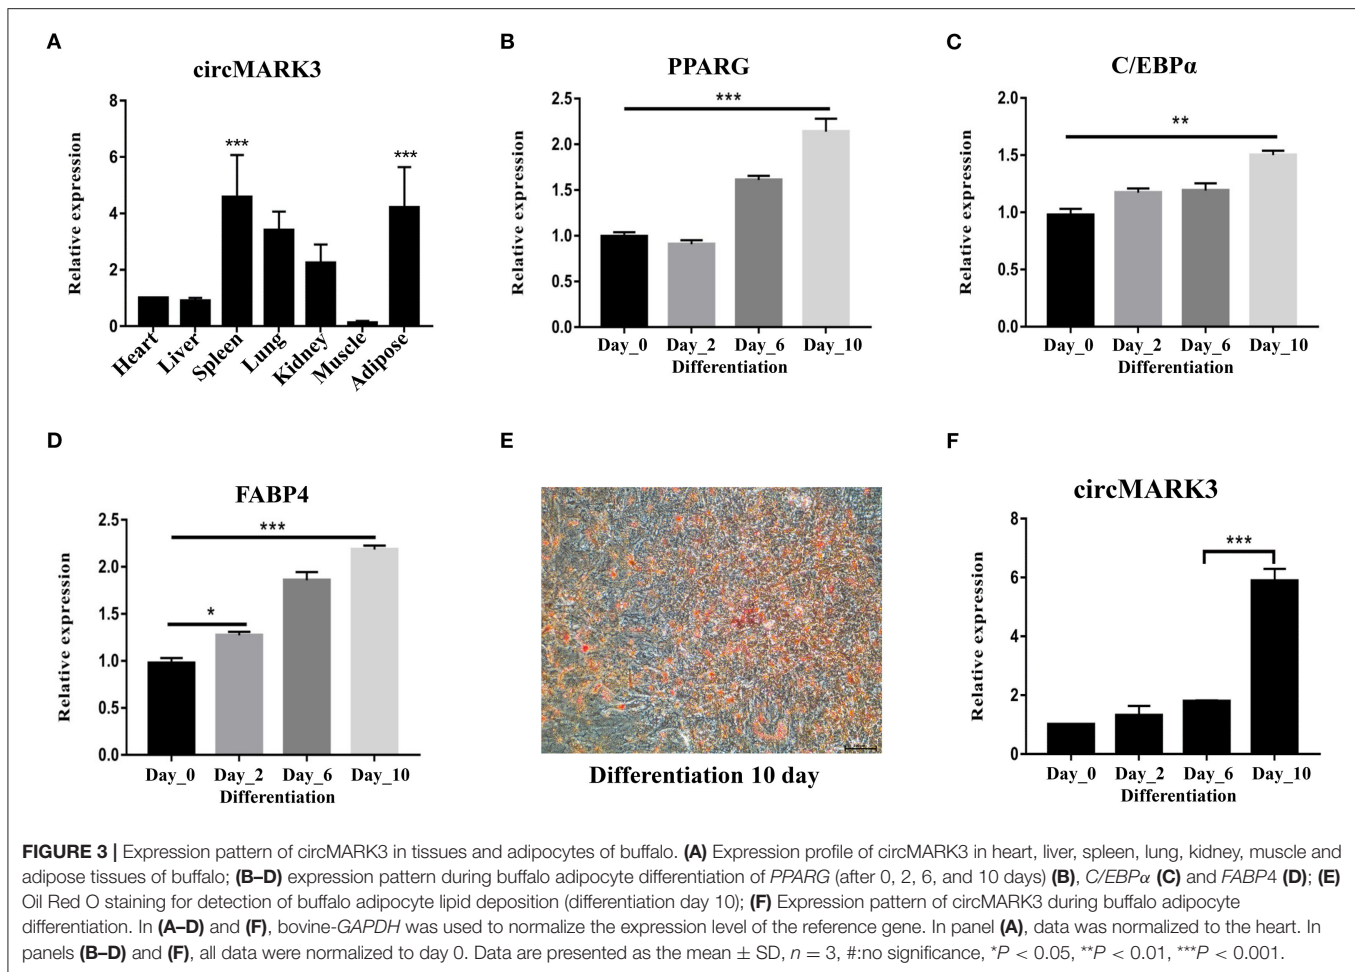 A
circMARK3
Relative expression
8
6
4
2
0
***
***
Heart
Liver
Spleen
Lung
Kidney
Muscle
Adipose
B
PPARG
Relative expression
2.5
2.0
1.5
1.0
0.5
0.0
***
Day_0 Day_2 Day_6 Day_10
Differentiation
C
C/EBPα
Relative expression
2.0
1.5
1.0
0.5
0.0
**
Day_0 Day_2 Day_6 Day_10
Differentiation
D
FABP4
Relative expression
2.5
2.0
1.5
1.0
0.5
0.0
***
*
Day_0 Day_2 Day_6 Day_10
Differentiation
E
Differentiation 10 day
F
circMARK3
Relative expression
8
6
4
2
0
***
Day_0 Day_2 Day_6 Day_10
Differentiation
FIGURE 3 | Expression pattern of circMARK3 in tissues and adipocytes of buffalo. (A) Expression profile of circMARK3 in heart, liver, spleen, lung, kidney, muscle and
adipose tissues of buffalo; (B–D) expression pattern during buffalo adipocyte differentiation of PPARG (after 0, 2, 6, and 10 days) (B), C/EBPα (C) and FABP4 (D); (E)
Oil Red O staining for detection of buffalo adipocyte lipid deposition (differentiation day 10); (F) Expression pattern of circMARK3 during buffalo adipocyte
differentiation. In (A–D) and (F), bovine-GAPDH was used to normalize the expression level of the reference gene. In panel (A), data was normalized to the heart. In
panels (B–D) and (F), all data were normalized to day 0. Data are presented as the mean ± SD, n = 3, #:no significance, *P < 0.05, **P < 0.01, ***P < 0.001.